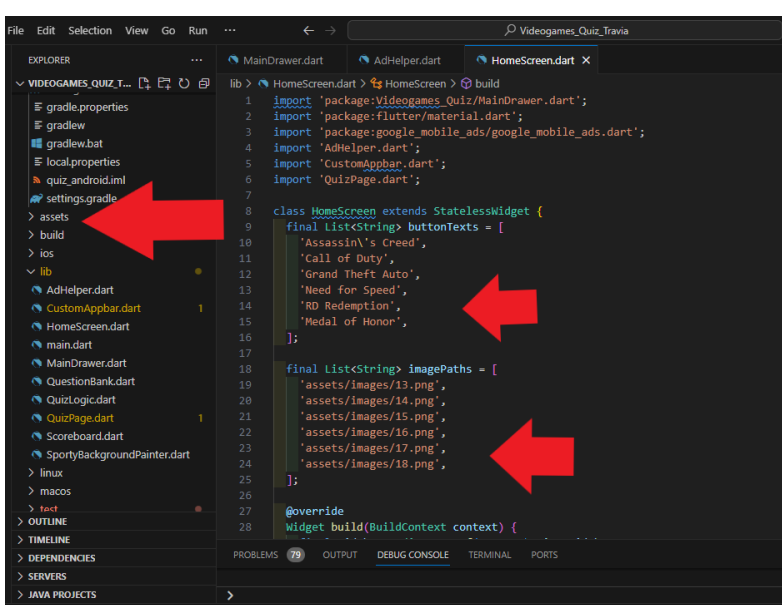 File Edit Selection View Go Run ··· Videogames_Quiz_Travia
EXPLORER ···
MainDrawer.dart AdHelper.dart HomeScreen.dart
VIDEOGAMES_QUIZ_T...
lib > HomeScreen.dart > HomeScreen > build
gradle.properties
gradlew
gradlew.bat
local.properties
quiz_android.iml
settings.gradle
assets
build
ios
lib
AdHelper.dart
CustomAppbar.dart 1
HomeScreen.dart
main.dart
MainDrawer.dart
QuestionBank.dart
QuizLogic.dart
QuizPage.dart 1
Scoreboard.dart
SportyBackgroundPainter.dart
linux
macos
test
OUTLINE
TIMELINE
DEPENDENCIES
SERVERS
JAVA PROJECTS
1 import 'package:Videogames_Quiz/MainDrawer.dart';
2 import 'package:flutter/material.dart';
3 import 'package:google_mobile_ads/google_mobile_ads.dart';
4 import 'AdHelper.dart';
5 import 'CustomAppbar.dart';
6 import 'QuizPage.dart';
7
8 class HomeScreen extends StatelessWidget {
9 final List<String> buttonTexts = [
10 'Assassin\'s Creed',
11 'Call of Duty',
12 'Grand Theft Auto',
13 'Need for Speed',
14 'RD Redemption',
15 'Medal of Honor',
16 ];
17
18 final List<String> imagePaths = [
19 'assets/images/13.png',
20 'assets/images/14.png',
21 'assets/images/15.png',
22 'assets/images/16.png',
23 'assets/images/17.png',
24 'assets/images/18.png',
25 ];
26
27 @override
28 Widget build(BuildContext context) {
PROBLEMS 79 OUTPUT DEBUG CONSOLE TERMINAL PORTS
>